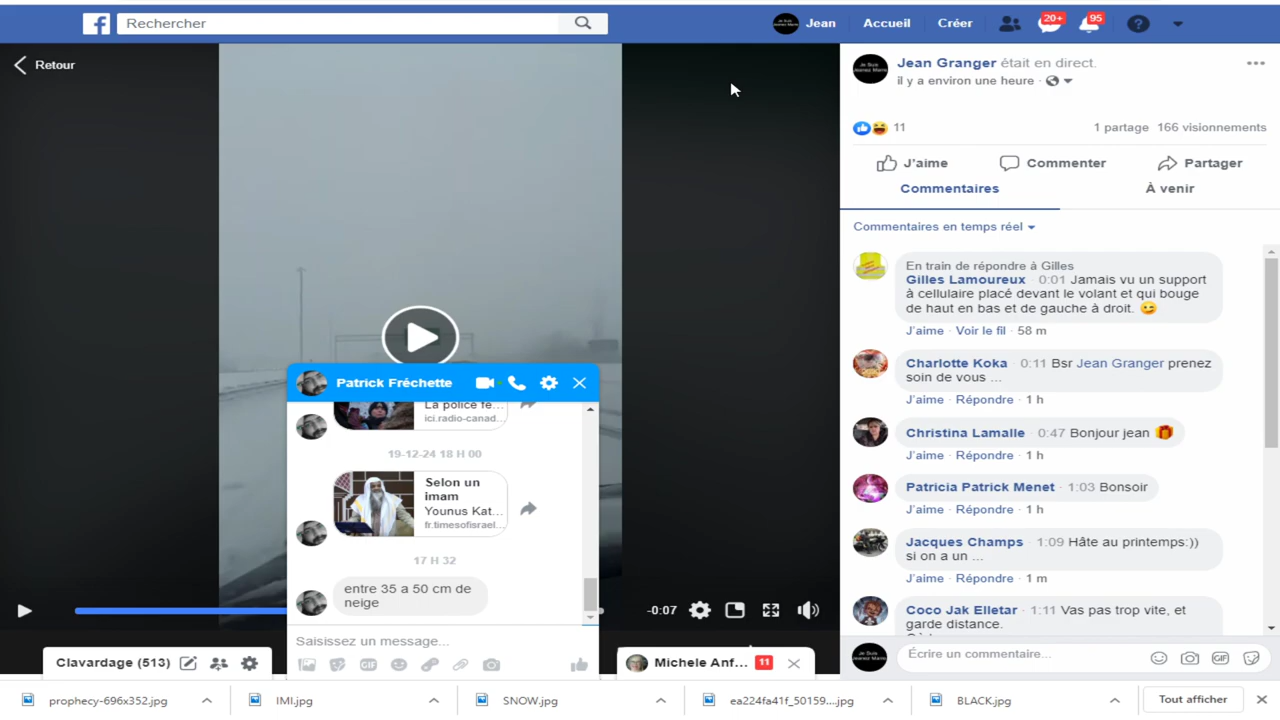 Rechercher
Jean
Accueil
Créer
20+
95
Retour
Jean Granger était en direct.
il y a environ une heure
11
1 partage 166 visionnements
J'aime
Commenter
Partager
Commentaires
À venir
Commentaires en temps réel
En train de répondre à Gilles
Gilles Lamoureux · 0:01 Jamais vu un support
à cellulaire placé devant le volant et qui bouge
de haut en bas et de gauche à droit.
J'aime · Voir le fil · 58 m
Charlotte Koka · 0:11 Bsr Jean Granger prenez
soin de vous ...
J'aime · Répondre · 1 h
Christina Lamalle · 0:47 Bonjour jean
J'aime · Répondre · 1 h
Patricia Patrick Menet · 1:03 Bonsoir
J'aime · Répondre · 1 h
Jacques Champs · 1:09 Hâte au printemps:))
si on a un ...
J'aime · Répondre · 1 m
Coco Jak Elletar · 1:11 Vas pas trop vite, et
garde distance.
Écrire un commentaire...
Patrick Fréchette
La police fe...
ici.radio-canad...
19-12-24 18 H 00
Selon un
imam
Younus Kat...
fr.timesofisrael...
17 H 32
entre 35 a 50 cm de
neige
Saisissez un message...
GIF
-0:07
Clavardage (513)
Michele Anf...
11
GIF
prophecy-696x352.jpg
IMI.jpg
SNOW.jpg
ea224fa41f_50159....jpg
BLACK.jpg
Tout afficher